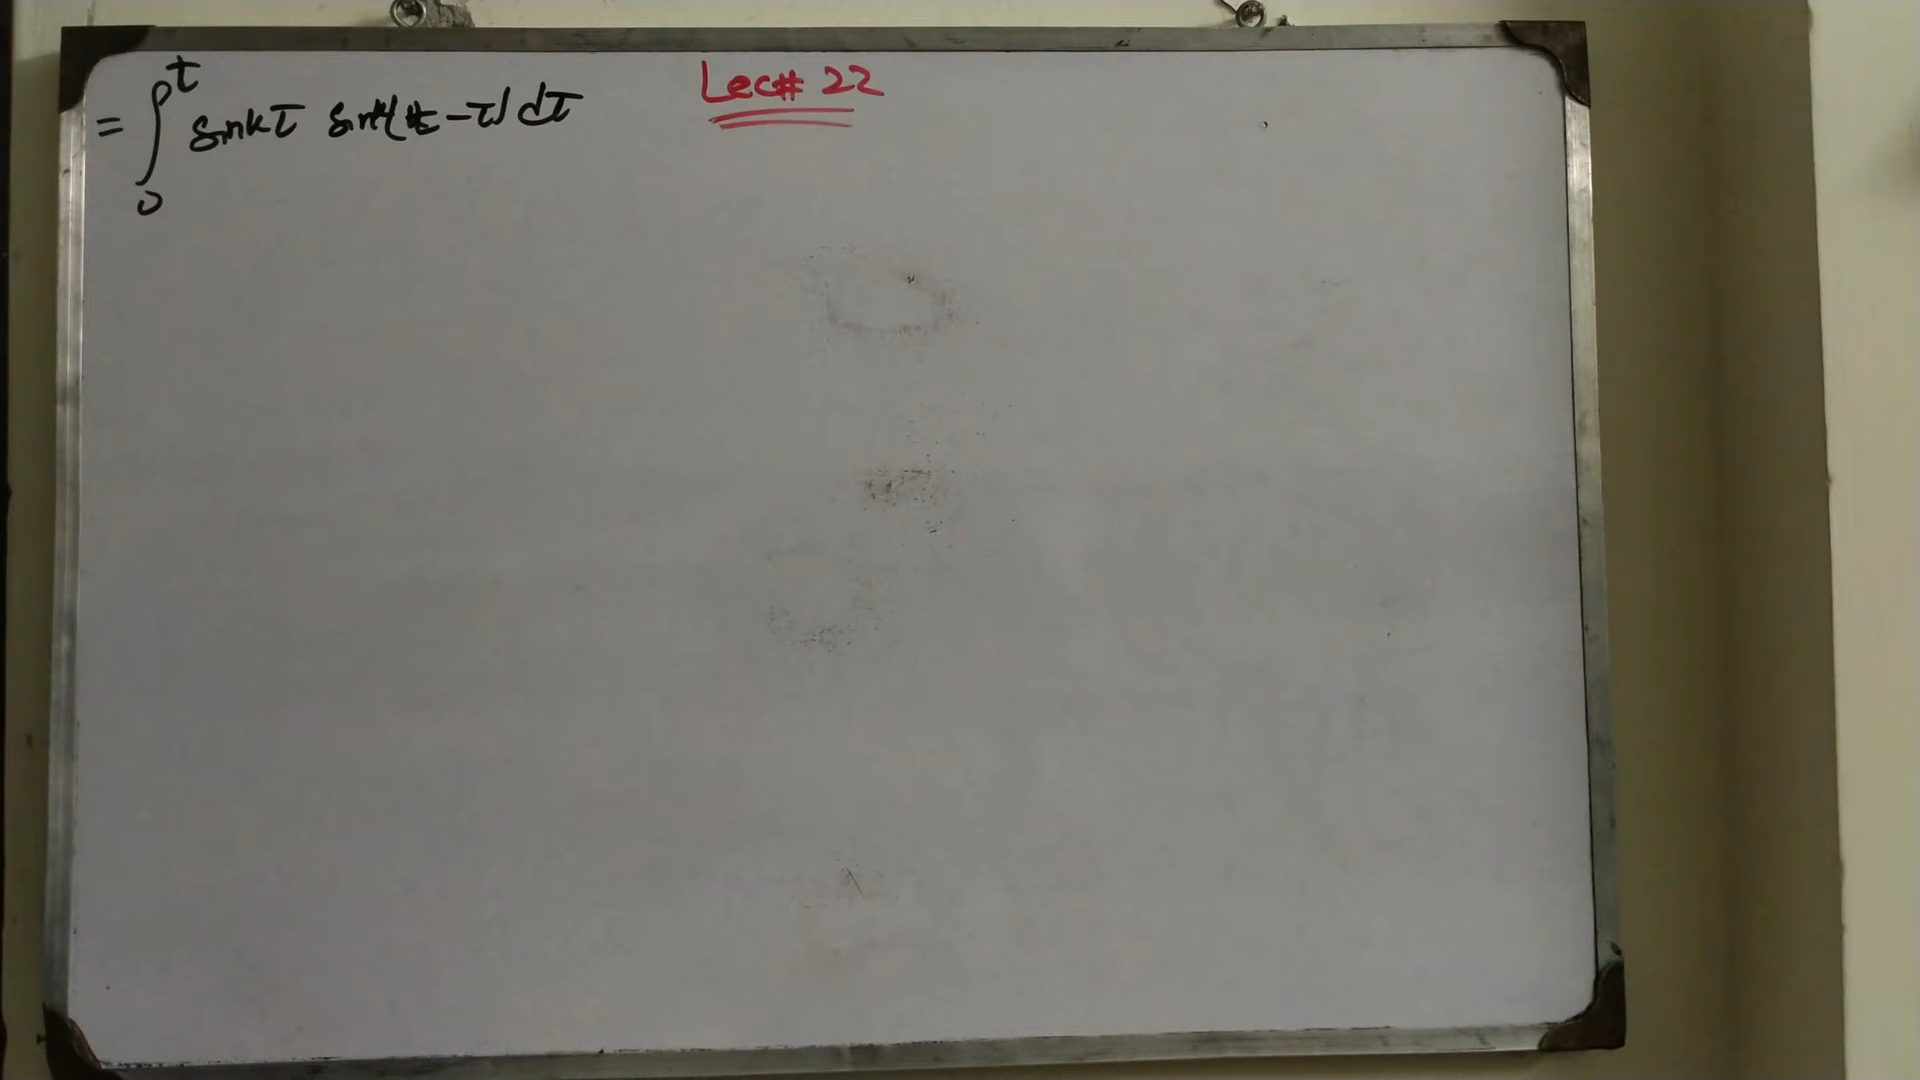 Lec# 22
= ∫₀ᵗ sinkτ sink(t-τ)dτ